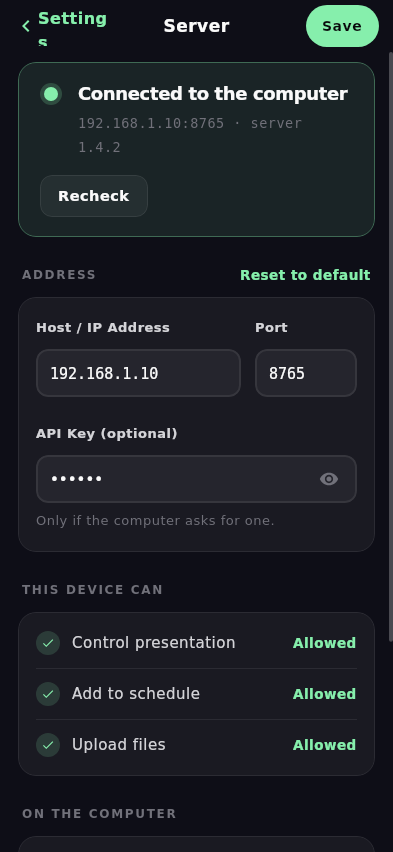 Setting
s
Server
Save
Connected to the computer
192.168.1.10:8765 · server
1.4.2
Recheck
ADDRESS
Reset to default
Host / IP Address
Port
192.168.1.10
8765
API Key (optional)
••••••
Only if the computer asks for one.
THIS DEVICE CAN
Control presentation
Allowed
Add to schedule
Allowed
Upload files
Allowed
ON THE COMPUTER